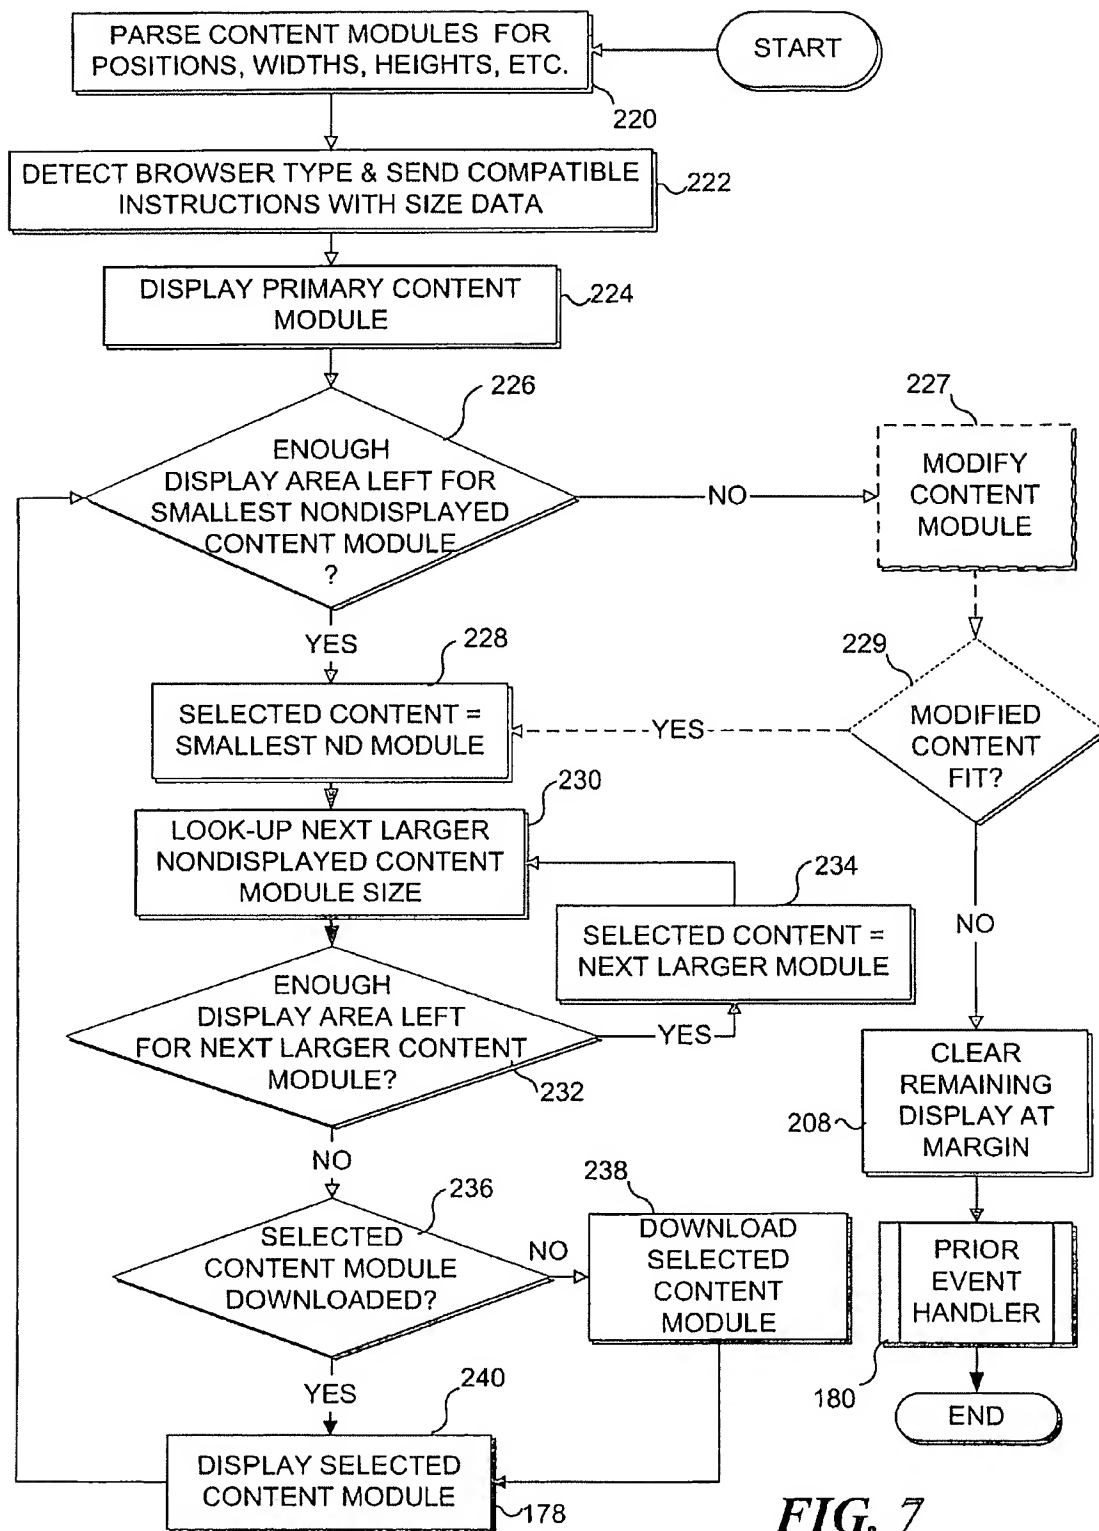 PARSE CONTENT MODULES FOR
POSITIONS, WIDTHS, HEIGHTS, ETC.
START
220
DETECT BROWSER TYPE & SEND COMPATIBLE
INSTRUCTIONS WITH SIZE DATA
222
DISPLAY PRIMARY CONTENT
MODULE
224
226
ENOUGH
DISPLAY AREA LEFT FOR
SMALLEST NONDISPLAYED
CONTENT MODULE
?
NO
227
MODIFY
CONTENT
MODULE
YES
228
SELECTED CONTENT =
SMALLEST ND MODULE
YES
229
MODIFIED
CONTENT
FIT?
230
LOOK-UP NEXT LARGER
NONDISPLAYED CONTENT
MODULE SIZE
234
SELECTED CONTENT =
NEXT LARGER MODULE
NO
ENOUGH
DISPLAY AREA LEFT
FOR NEXT LARGER CONTENT
MODULE?
YES
232
CLEAR
REMAINING
DISPLAY AT
MARGIN
208
NO
236
SELECTED
CONTENT MODULE
DOWNLOADED?
NO
238
DOWNLOAD
SELECTED
CONTENT
MODULE
PRIOR
EVENT
HANDLER
180
YES
240
DISPLAY SELECTED
CONTENT MODULE
178
END
FIG. 7